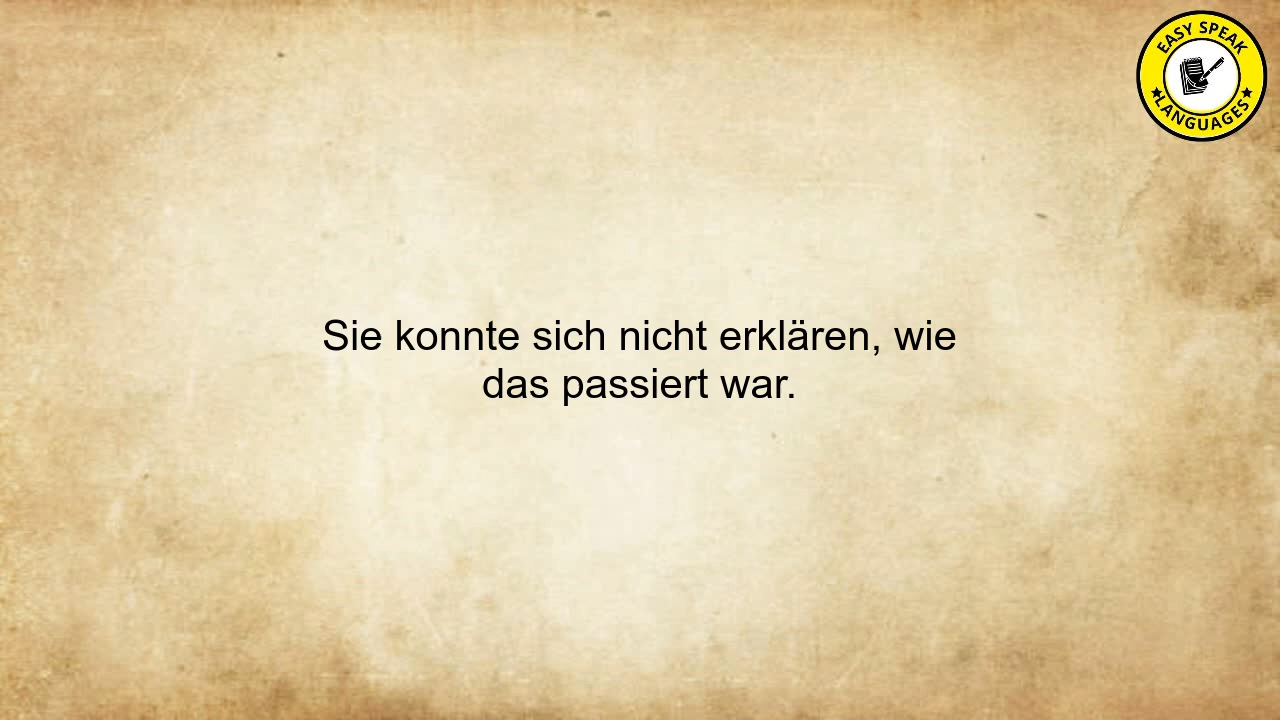 EASY SPEAK
LANGUAGES
Sie konnte sich nicht erklären, wie
das passiert war.